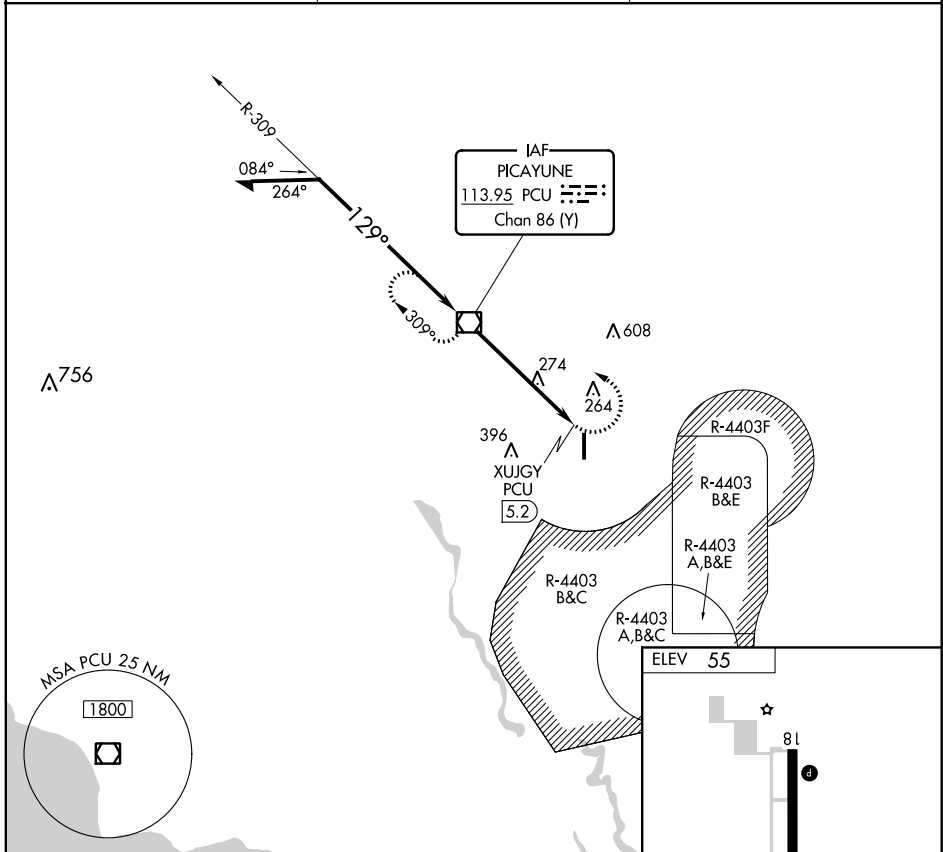 R-309
084°
264°
129°
309°
IAF
PICAYUNE
113.95 PCU
Chan 86 (Y)
608
756
274
264
396
XUJGY
PCU
5.2
R-4403F
R-4403
B&E
R-4403
A,B&E
R-4403
B&C
R-4403
A,B&C
MSA PCU 25 NM
1800
ELEV 55
18
P